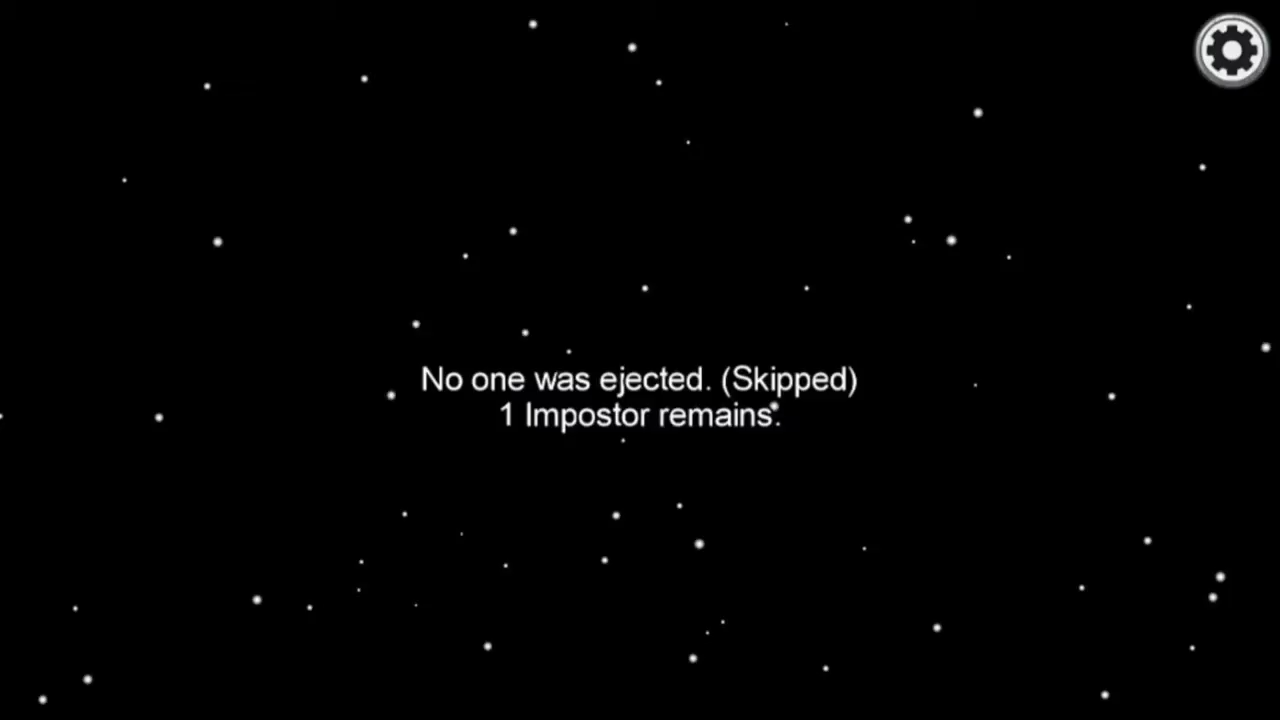 No one was ejected. (Skipped)
1 Impostor remains.